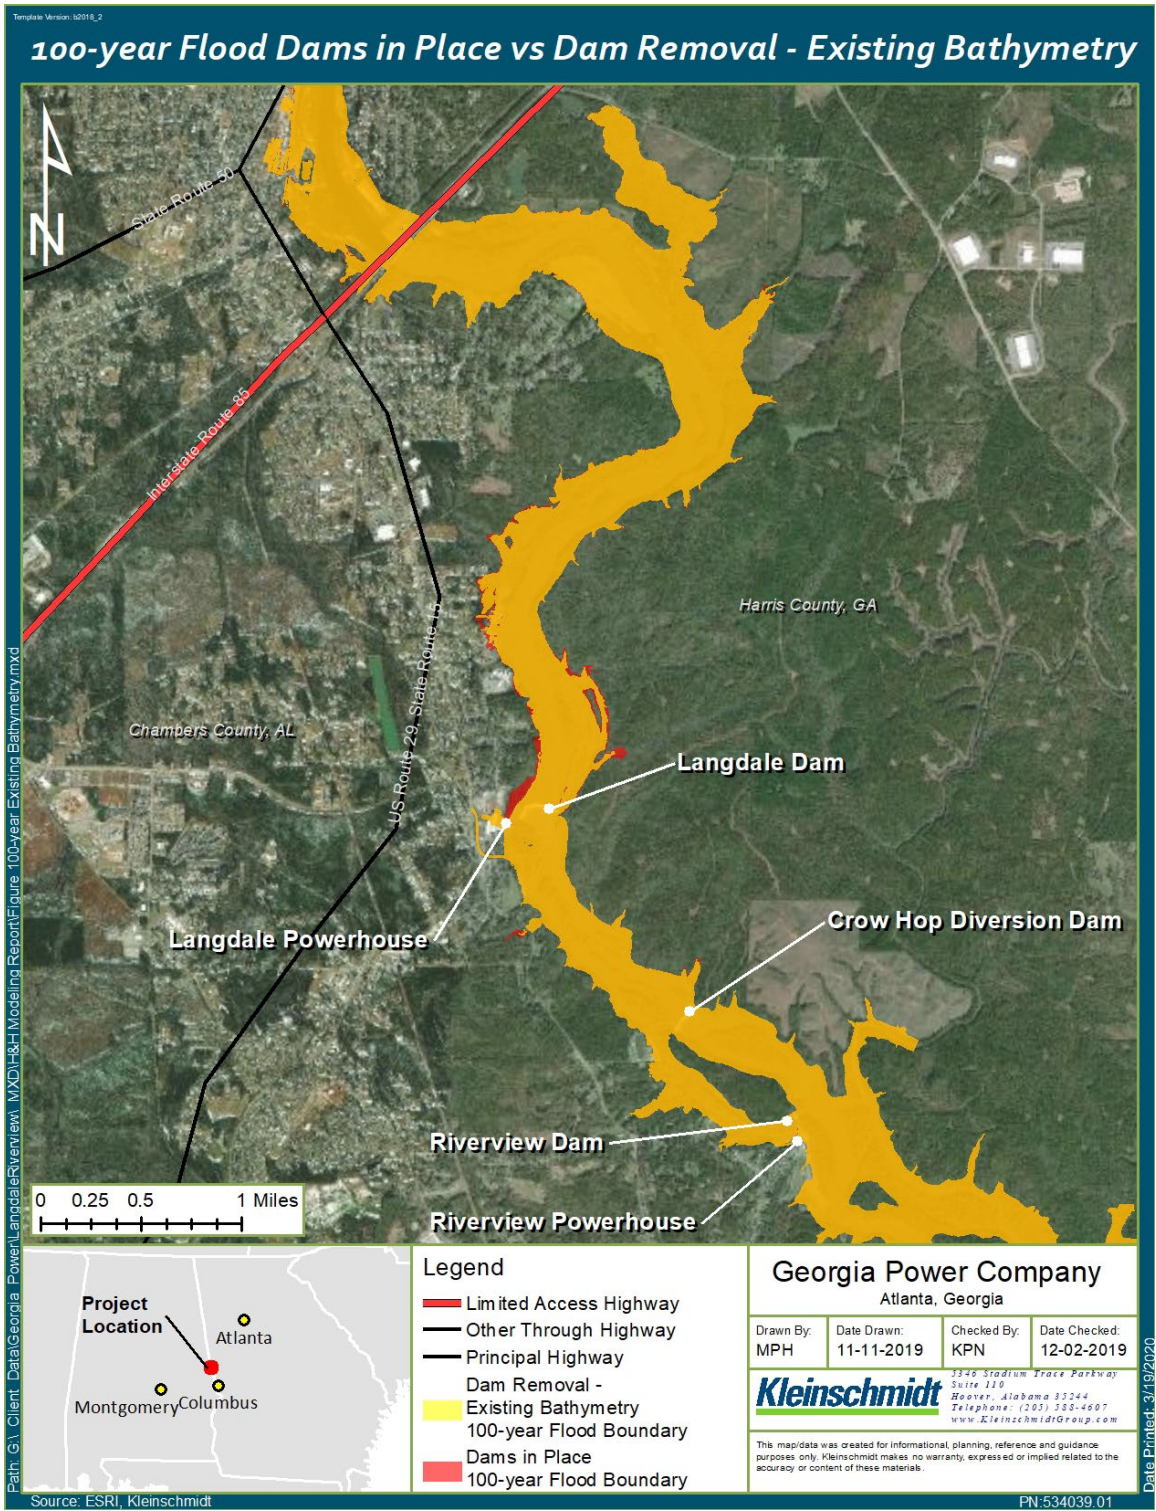 Template Version: b2018_2
100-year Flood Dams in Place vs Dam Removal - Existing Bathymetry
N
State Route 50
Interstate Route 85
Harris County, GA
Chambers County, AL
US Route 29, State Route 15
Langdale Dam
Crow Hop Diversion Dam
Langdale Powerhouse
Riverview Dam
Riverview Powerhouse
0 0.25 0.5 1 Miles
Project
Location
Atlanta
Montgomery
Columbus
Legend
Limited Access Highway
Other Through Highway
Principal Highway
Dam Removal -
Existing Bathymetry
100-year Flood Boundary
Dams in Place
100-year Flood Boundary
Georgia Power Company
Atlanta, Georgia
Drawn By:
MPH
Date Drawn:
11-11-2019
Checked By:
KPN
Date Checked:
12-02-2019
Kleinschmidt
5346 Stadium Trace Parkway
Suite 110
Hoover, Alabama 35244
Telephone: (205) 588-4607
www.KleinschmidtGroup.com
This map/data was created for informational, planning, reference and guidance
purposes only. Kleinschmidt makes no warranty, expressed or implied related to the
accuracy or content of these materials.
Path: G:\ Client_Data\Georgia Power\LangdaleRiverview\_MXD\H&H Modeling Report\Figure 100-year Existing Bathymetry.mxd
Date Printed: 3/19/2020
Source: ESRI, Kleinschmidt
PN:534039.01